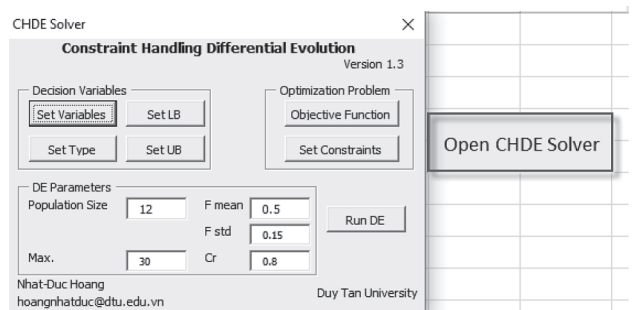 CHDE Solver
Constraint Handling Differential Evolution
Version 1.3
Decision Variables
Set Variables
Set LB
Set Type
Set UB
Optimization Problem
Objective Function
Set Constraints
DE Parameters
Population Size 12
F mean 0.5
F std 0.15
Max. 30
Cr 0.8
Run DE
Nhat-Duc Hoang
hoangnhatduc@dtu.edu.vn
Duy Tan University
Open CHDE Solver